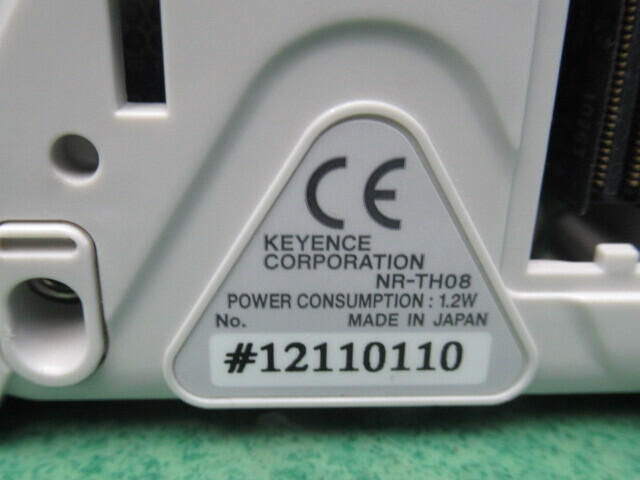 CE
KEYENCE
CORPORATION
NR-TH08
POWER CONSUMPTION : 1.2W
No. MADE IN JAPAN
#12110110